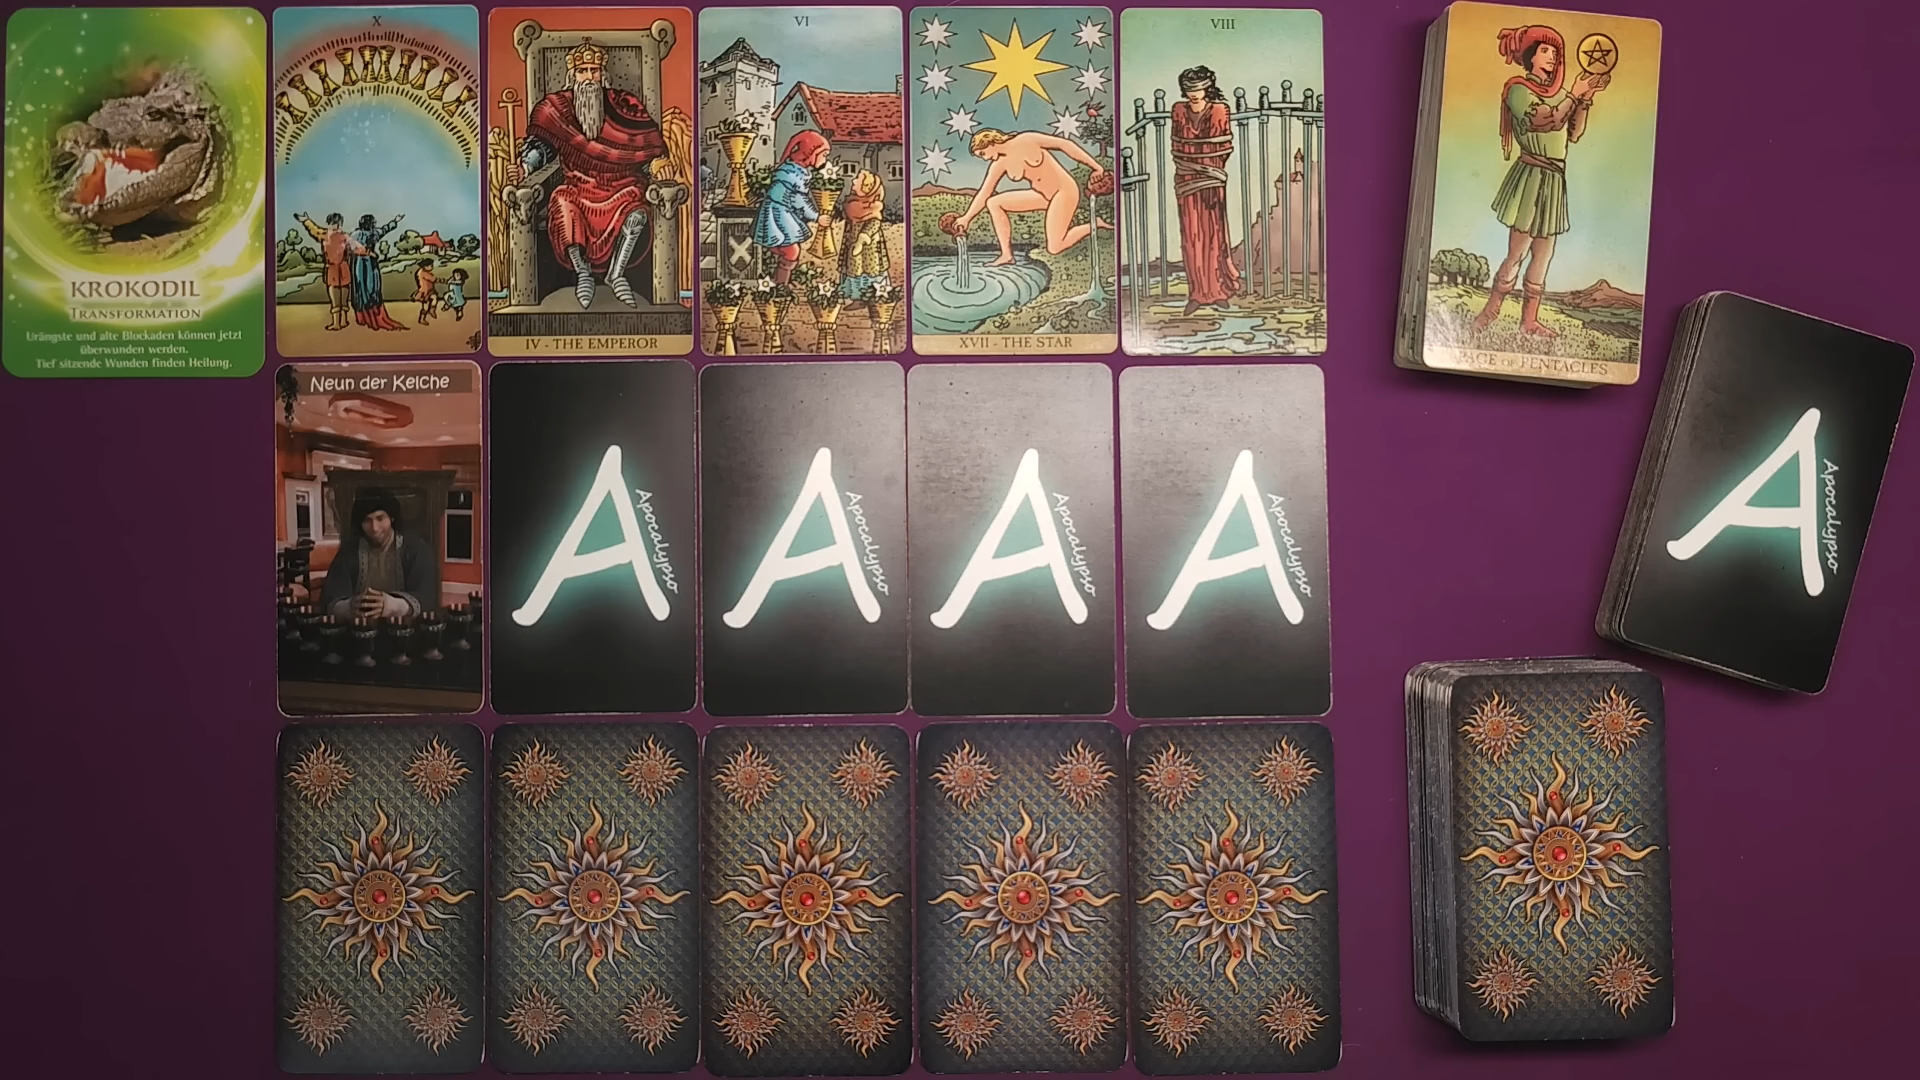 KROKODIL
TRANSFORMATION
Urängste und alte Blockaden können jetzt
überwunden werden.
Tief sitzende Wunden finden Heilung.
X
IV - THE EMPEROR
VI
XVII - THE STAR
VIII
PAGE OF PENTACLES
Neun der Kelche
A
Apocalypso
A
Apocalypso
A
Apocalypso
A
Apocalypso
A
Apocalypso